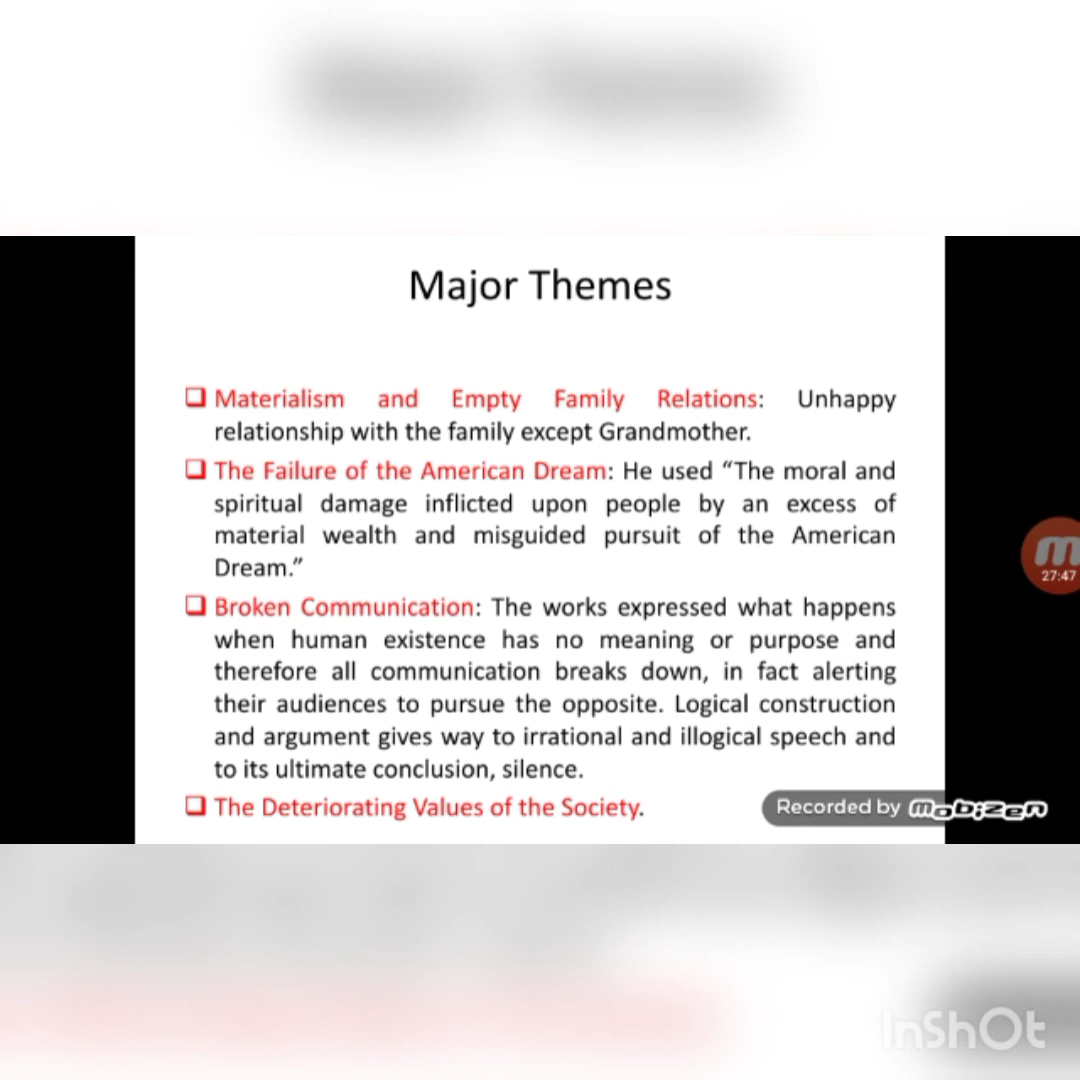 Major Themes
❑ Materialism and Empty Family Relations: Unhappy
relationship with the family except Grandmother.
❑ The Failure of the American Dream: He used “The moral and
spiritual damage inflicted upon people by an excess of
material wealth and misguided pursuit of the American
Dream.”
❑ Broken Communication: The works expressed what happens
when human existence has no meaning or purpose and
therefore all communication breaks down, in fact alerting
their audiences to pursue the opposite. Logical construction
and argument gives way to irrational and illogical speech and
to its ultimate conclusion, silence.
❑ The Deteriorating Values of the Society.
27:47
Recorded by mobizen
InShOt